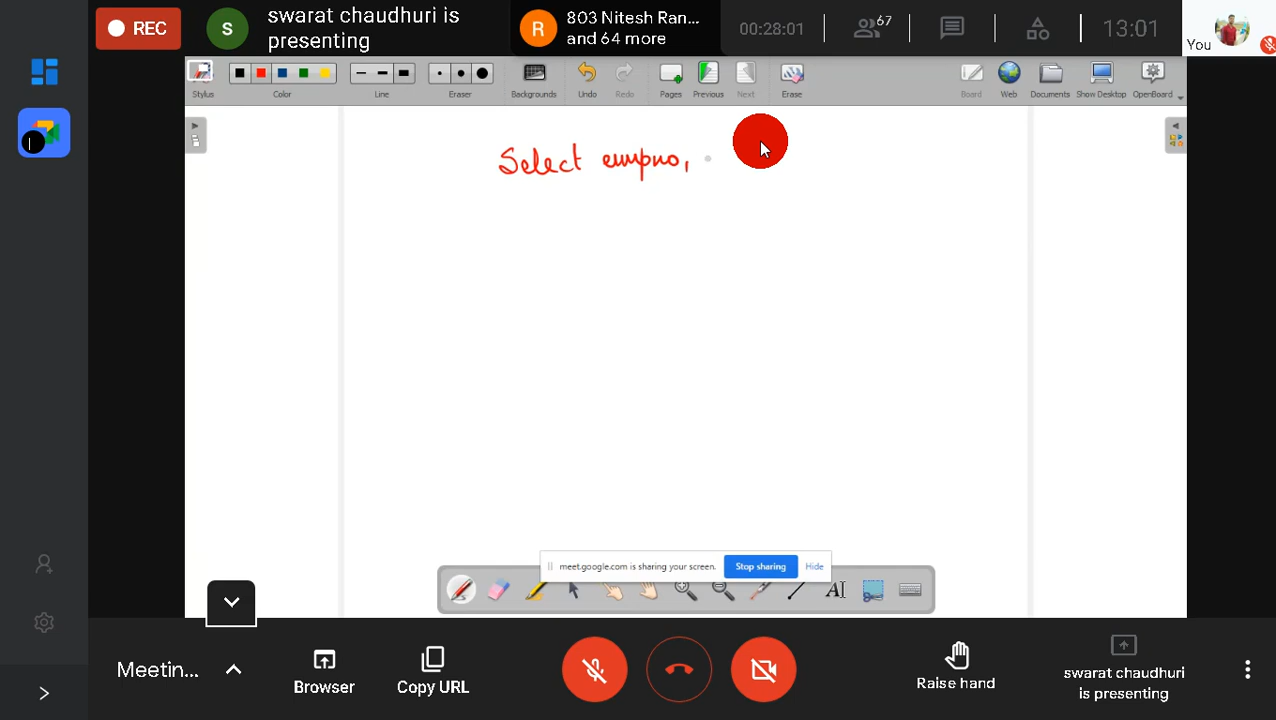 REC
S
swarat chaudhuri is
presenting
R
803 Nitesh Ran...
and 64 more
00:28:01
67
13:01
You
Stylus
Color
Line
Eraser
Backgrounds
Undo
Redo
Pages
Previous
Next
Erase
Board
Web
Documents
Show Desktop
OpenBoard
Select empno,
meet.google.com is sharing your screen.
Stop sharing
Hide
AI
Meetin...
Browser
Copy URL
Raise hand
swarat chaudhuri
is presenting